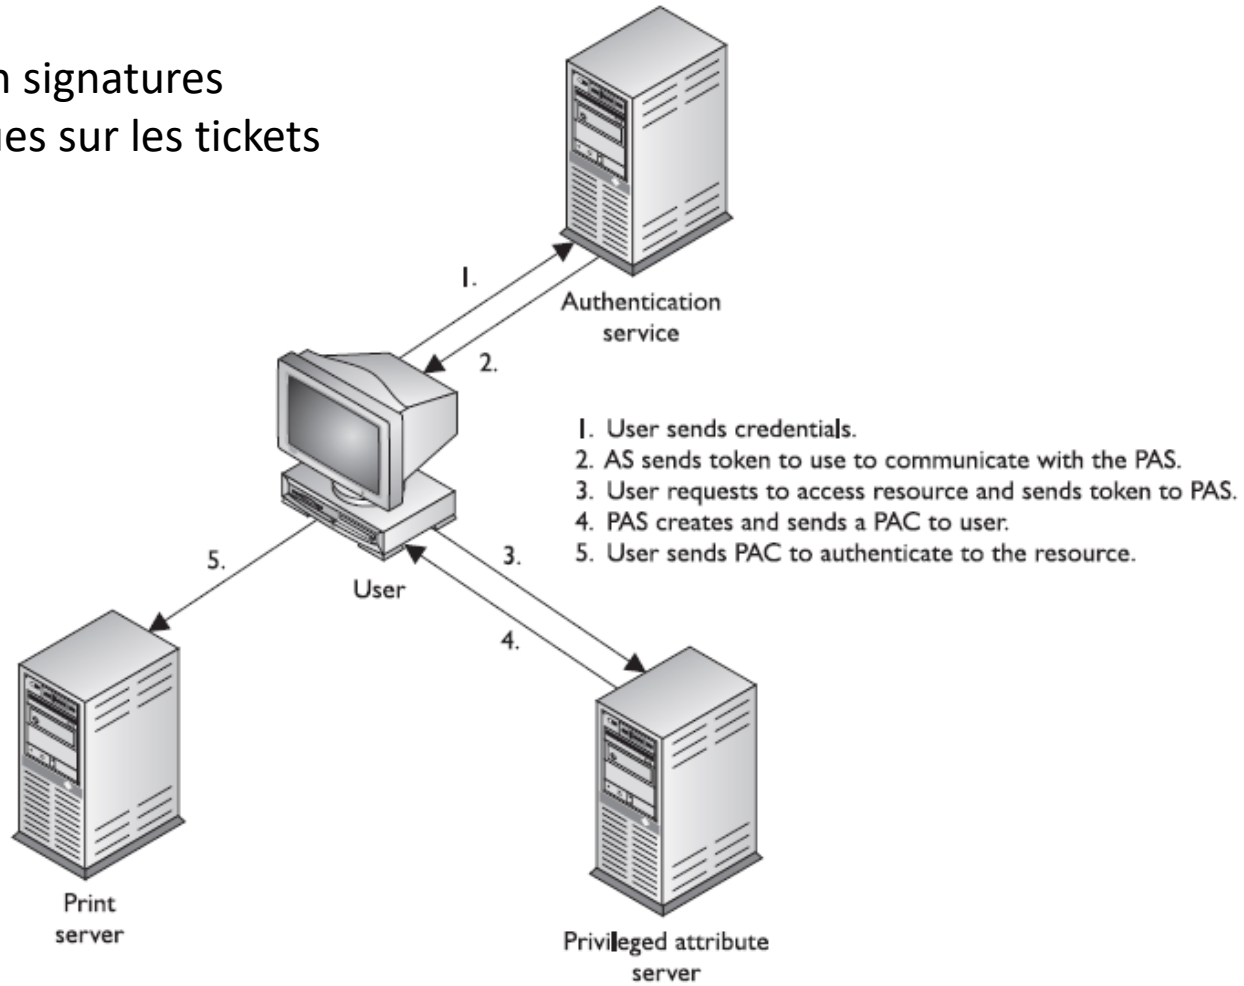 n signatures
ues sur les tickets
Authentication
service
1.
2.
1. User sends credentials.
2. AS sends token to use to communicate with the PAS.
3. User requests to access resource and sends token to PAS.
4. PAS creates and sends a PAC to user.
5. User sends PAC to authenticate to the resource.
5.
User
3.
4.
Print
server
Privileged attribute
server